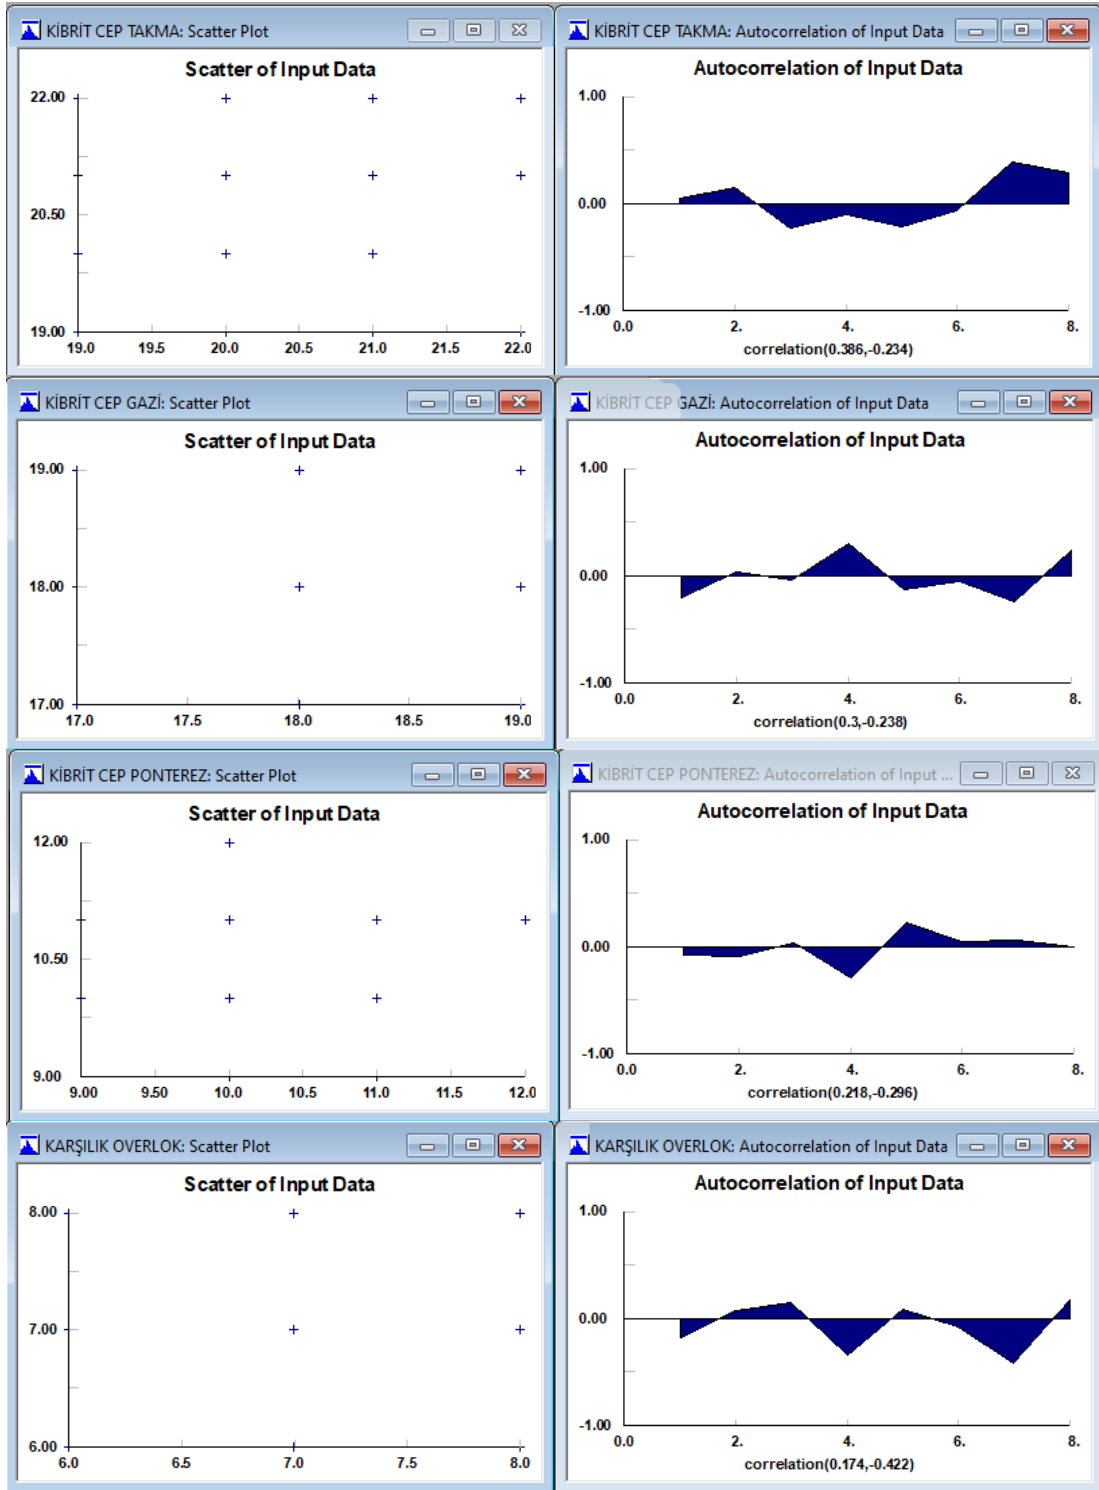 KİBRİT CEP TAKMA: Scatter Plot
Scatter of Input Data
22.00
20.50
19.00
19.0 19.5 20.0 20.5 21.0 21.5 22.0
KİBRİT CEP TAKMA: Autocorrelation of Input Data
Autocorrelation of Input Data
1.00
0.00
-1.00
0.0 2. 4. 6. 8.
correlation(0.386,-0.234)
KİBRİT CEP GAZİ: Scatter Plot
Scatter of Input Data
19.00
18.00
17.00
17.0 17.5 18.0 18.5 19.0
KİBRİT CEP GAZİ: Autocorrelation of Input Data
Autocorrelation of Input Data
1.00
0.00
-1.00
0.0 2. 4. 6. 8.
correlation(0.3,-0.238)
KİBRİT CEP PONTEREZ: Scatter Plot
Scatter of Input Data
12.00
10.50
9.00
9.00 9.50 10.0 10.5 11.0 11.5 12.0
KİBRİT CEP PONTEREZ: Autocorrelation of Input ...
Autocorrelation of Input Data
1.00
0.00
-1.00
0.0 2. 4. 6. 8.
correlation(0.218,-0.296)
KARŞILIK OVERLOK: Scatter Plot
Scatter of Input Data
8.00
7.00
6.00
6.0 6.5 7.0 7.5 8.0
KARŞILIK OVERLOK: Autocorrelation of Input Data
Autocorrelation of Input Data
1.00
0.00
-1.00
0.0 2. 4. 6. 8.
correlation(0.174,-0.422)